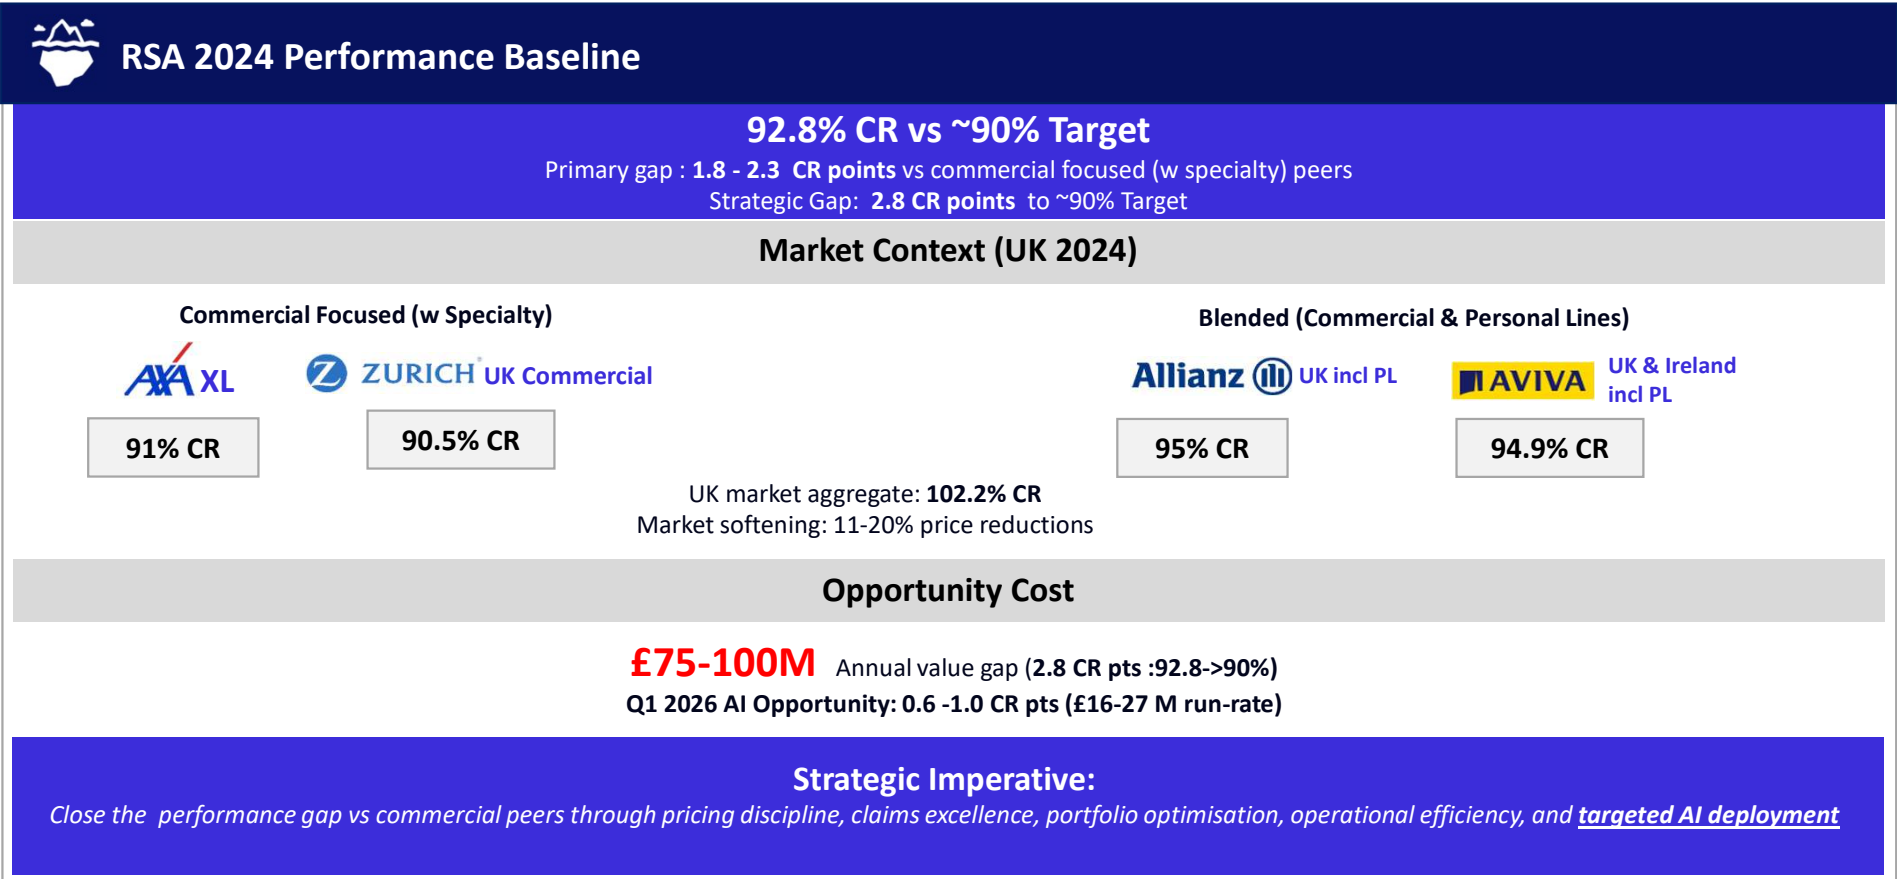 RSA 2024 Performance Baseline
92.8% CR vs ~90% Target
Primary gap : 1.8 - 2.3  CR points vs commercial focused (w specialty) peers
Strategic Gap:  2.8 CR points  to ~90% Target
Market Context (UK 2024)
Commercial Focused (w Specialty)
Blended (Commercial & Personal Lines)
AXA XL
Z ZURICH UK Commercial
Allianz UK incl PL
AVIVA UK & Ireland
incl PL
91% CR
90.5% CR
95% CR
94.9% CR
UK market aggregate: 102.2% CR
Market softening: 11-20% price reductions
Opportunity Cost
£75-100M Annual value gap (2.8 CR pts :92.8->90%)
Q1 2026 AI Opportunity: 0.6 -1.0 CR pts (£16-27 M run-rate)
Strategic Imperative:
Close the  performance gap vs commercial peers through pricing discipline, claims excellence, portfolio optimisation, operational efficiency, and targeted AI deployment